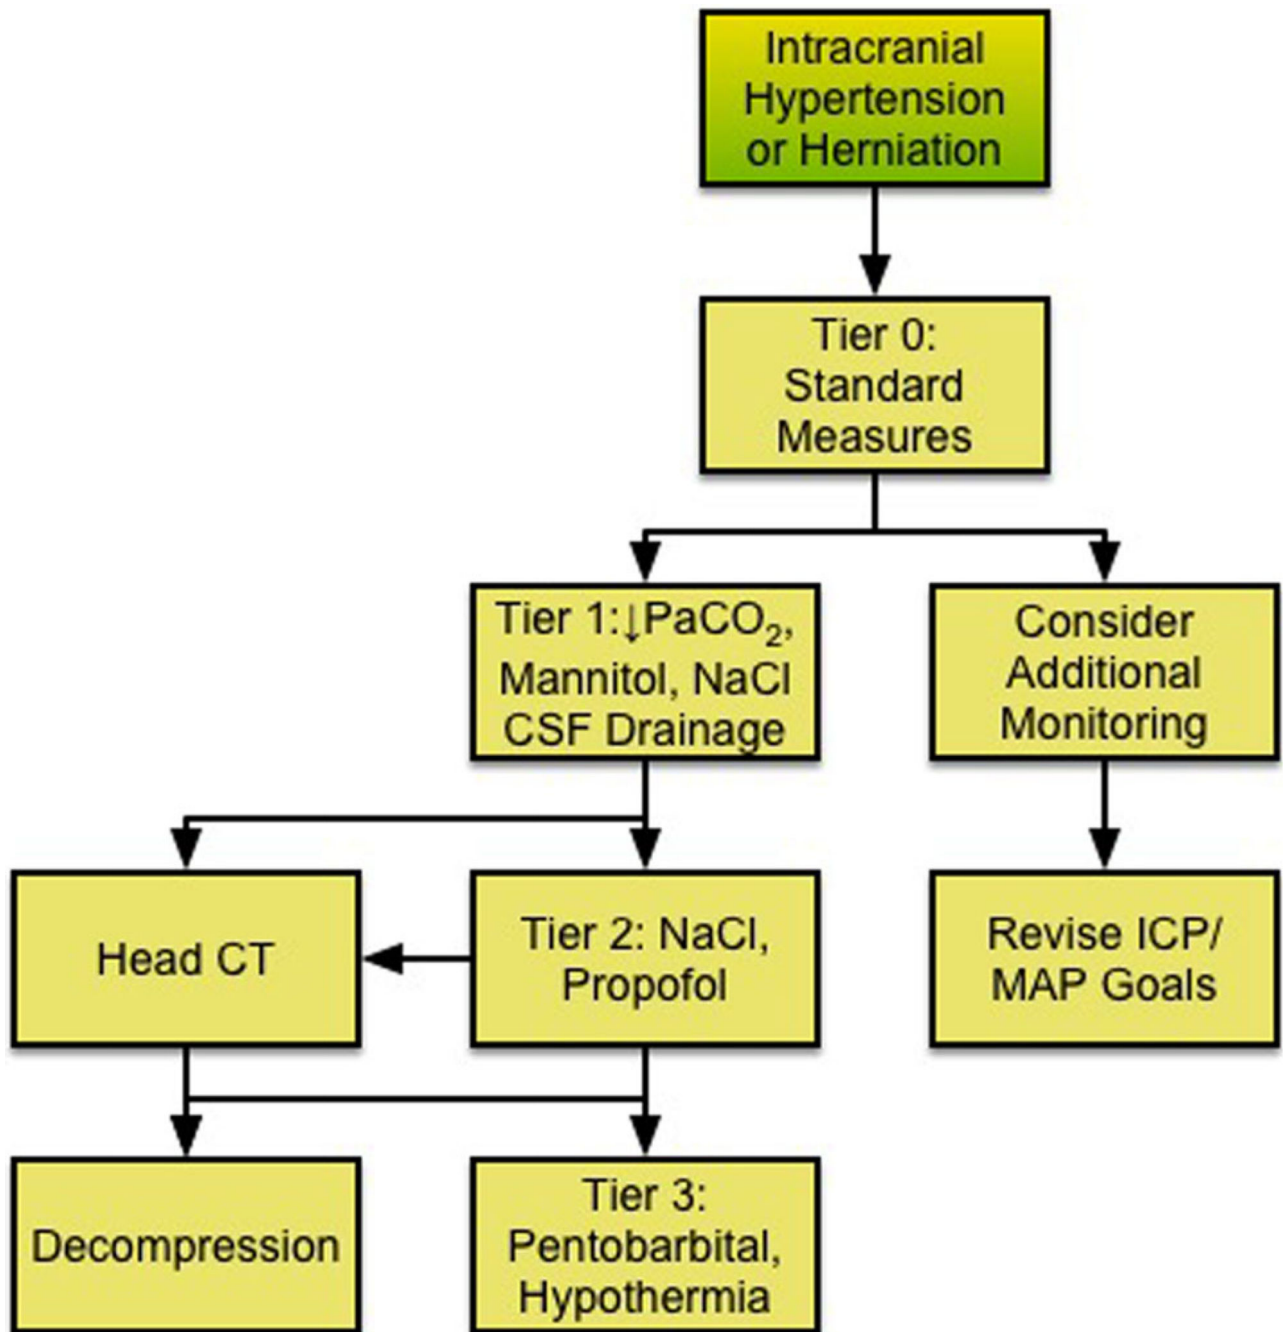 Intracranial
Hypertension
or Herniation
Tier 0:
Standard
Measures
Tier 1:↓PaCO₂,
Mannitol, NaCl
CSF Drainage
Consider
Additional
Monitoring
Head CT
Tier 2: NaCl,
Propofol
Revise ICP/
MAP Goals
Decompression
Tier 3:
Pentobarbital,
Hypothermia